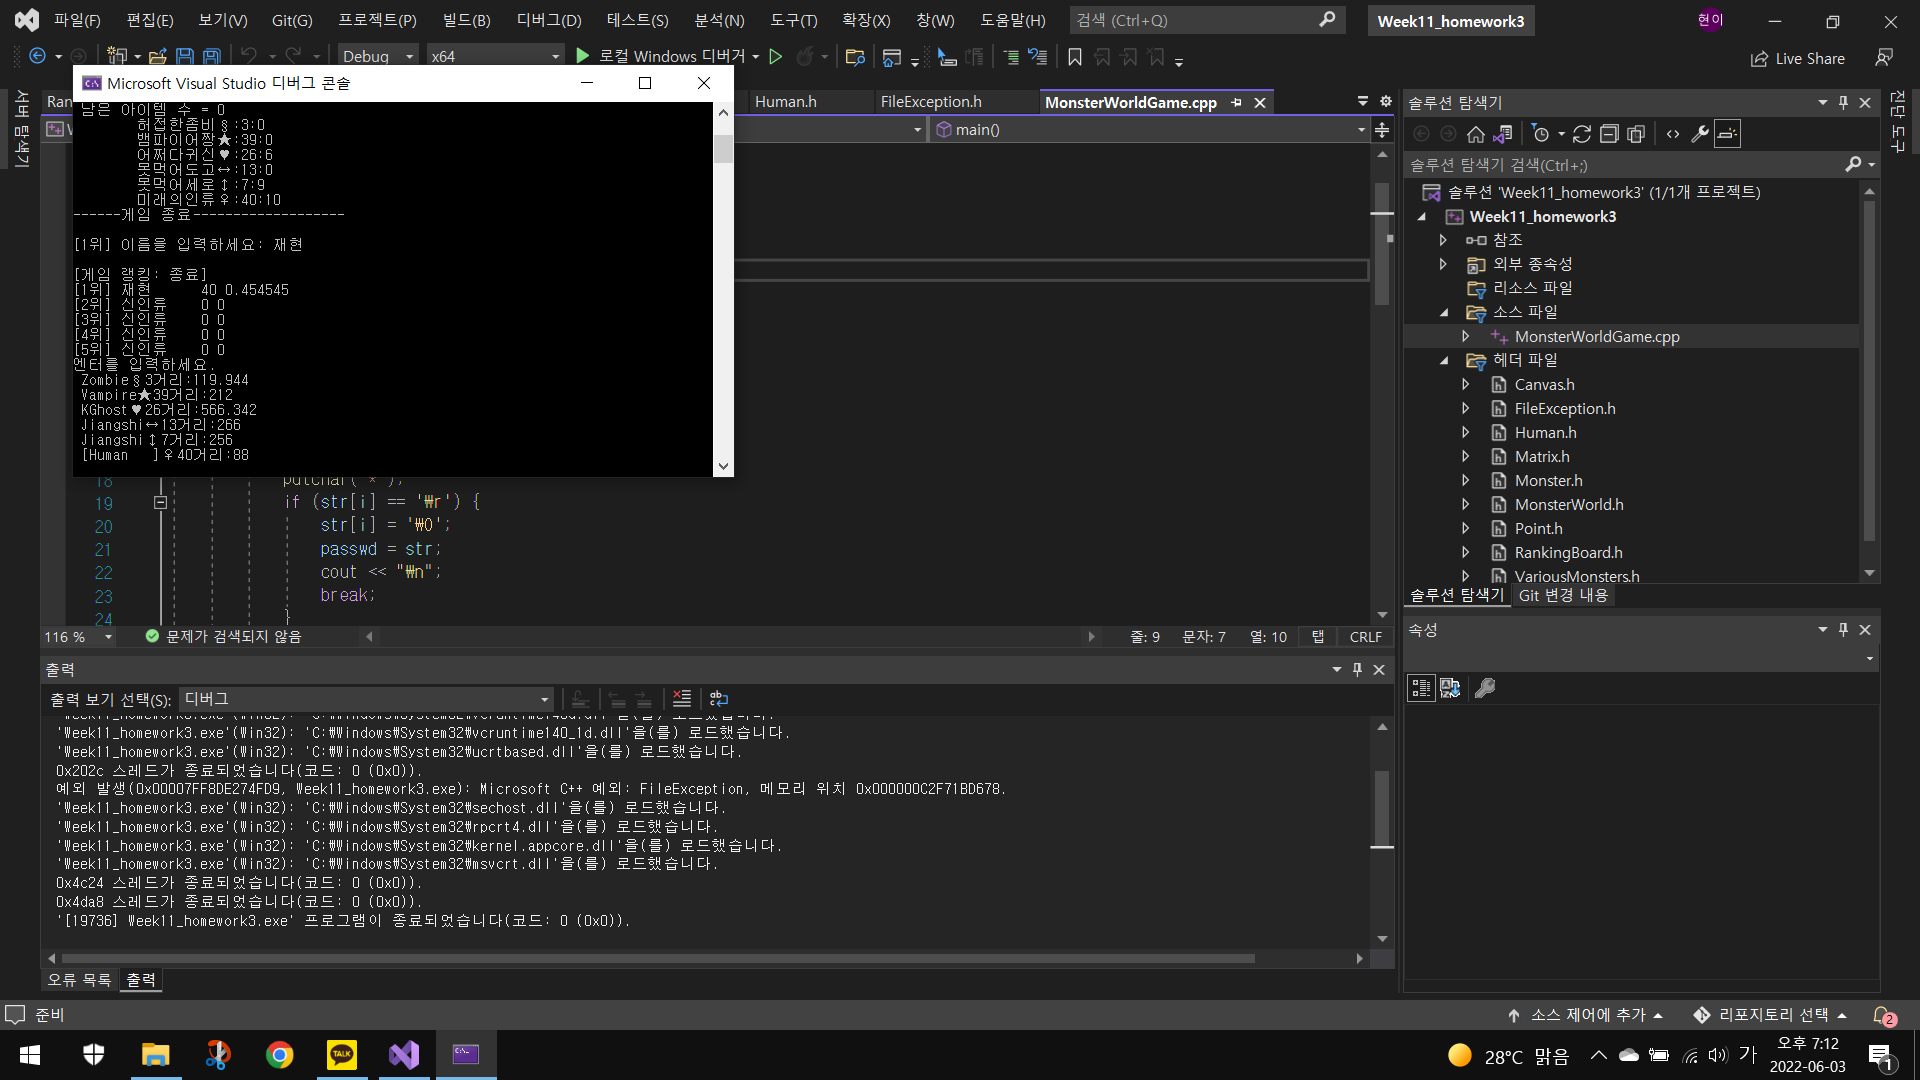 파일(F) 편집(E) 보기(V) Git(G) 프로젝트(P) 빌드(B) 디버그(D) 테스트(S) 분석(N) 도구(T) 확장(X) 창(W) 도움말(H) 검색 (Ctrl+Q) Week11_homework3 현이
Debug x64 로컬 Windows 디버거 Live Share
Microsoft Visual Studio 디버그 콘솔
남은 아이템 수 = 0
허접한좀비§:3:0
뱀파이어짱★:39:0
어쩌다귀신♥:26:6
못먹어도고↔:13:0
못먹어세로↕:7:9
미래의인류♀:40:10
------게임 종료-------------------
[1위] 이름을 입력하세요: 재현
[게임 랭킹: 종료]
[1위] 재현 40 0.454545
[2위] 신인류 0 0
[3위] 신인류 0 0
[4위] 신인류 0 0
[5위] 신인류 0 0
엔터를 입력하세요.
Zombie§3거리:119.944
Vampire★39거리:212
KGhost♥26거리:566.342
Jiangshi↔13거리:266
Jiangshi↕7거리:256
[Human ]♀40거리:88
서버 탐색기
Ran
Human.h FileException.h MonsterWorldGame.cpp
main()
18 putchar('*');
19 if (str[i] == '₩r') {
20 str[i] = '₩0';
21 passwd = str;
22 cout << "₩n";
23 break;
24 }
116 % 문제가 검색되지 않음 줄: 9 문자: 7 열: 10 탭 CRLF
출력
출력 보기 선택(S): 디버그
'Week11_homework3.exe'(Win32): 'C:₩Windows₩System32₩vcruntime140d.dll'을(를) 로드했습니다.
'Week11_homework3.exe'(Win32): 'C:₩Windows₩System32₩vcruntime140_1d.dll'을(를) 로드했습니다.
'Week11_homework3.exe'(Win32): 'C:₩Windows₩System32₩ucrtbased.dll'을(를) 로드했습니다.
0x202c 스레드가 종료되었습니다(코드: 0 (0x0)).
예외 발생(0x00007FF8DE274FD9, Week11_homework3.exe): Microsoft C++ 예외: FileException, 메모리 위치 0x000000C2F71BD678.
'Week11_homework3.exe'(Win32): 'C:₩Windows₩System32₩sechost.dll'을(를) 로드했습니다.
'Week11_homework3.exe'(Win32): 'C:₩Windows₩System32₩rpcrt4.dll'을(를) 로드했습니다.
'Week11_homework3.exe'(Win32): 'C:₩Windows₩System32₩kernel.appcore.dll'을(를) 로드했습니다.
'Week11_homework3.exe'(Win32): 'C:₩Windows₩System32₩msvcrt.dll'을(를) 로드했습니다.
0x4c24 스레드가 종료되었습니다(코드: 0 (0x0)).
0x4da8 스레드가 종료되었습니다(코드: 0 (0x0)).
'[19736] Week11_homework3.exe' 프로그램이 종료되었습니다(코드: 0 (0x0)).
오류 목록 출력
솔루션 탐색기
솔루션 탐색기 검색(Ctrl+;)
솔루션 'Week11_homework3' (1/1개 프로젝트)
Week11_homework3
참조
외부 종속성
리소스 파일
소스 파일
MonsterWorldGame.cpp
헤더 파일
Canvas.h
FileException.h
Human.h
Matrix.h
Monster.h
MonsterWorld.h
Point.h
RankingBoard.h
VariousMonsters.h
솔루션 탐색기 Git 변경 내용
속성
진단 도구
준비 소스 제어에 추가 리포지토리 선택 2
TALK
28°C 맑음 가 오후 7:12
2022-06-03
1